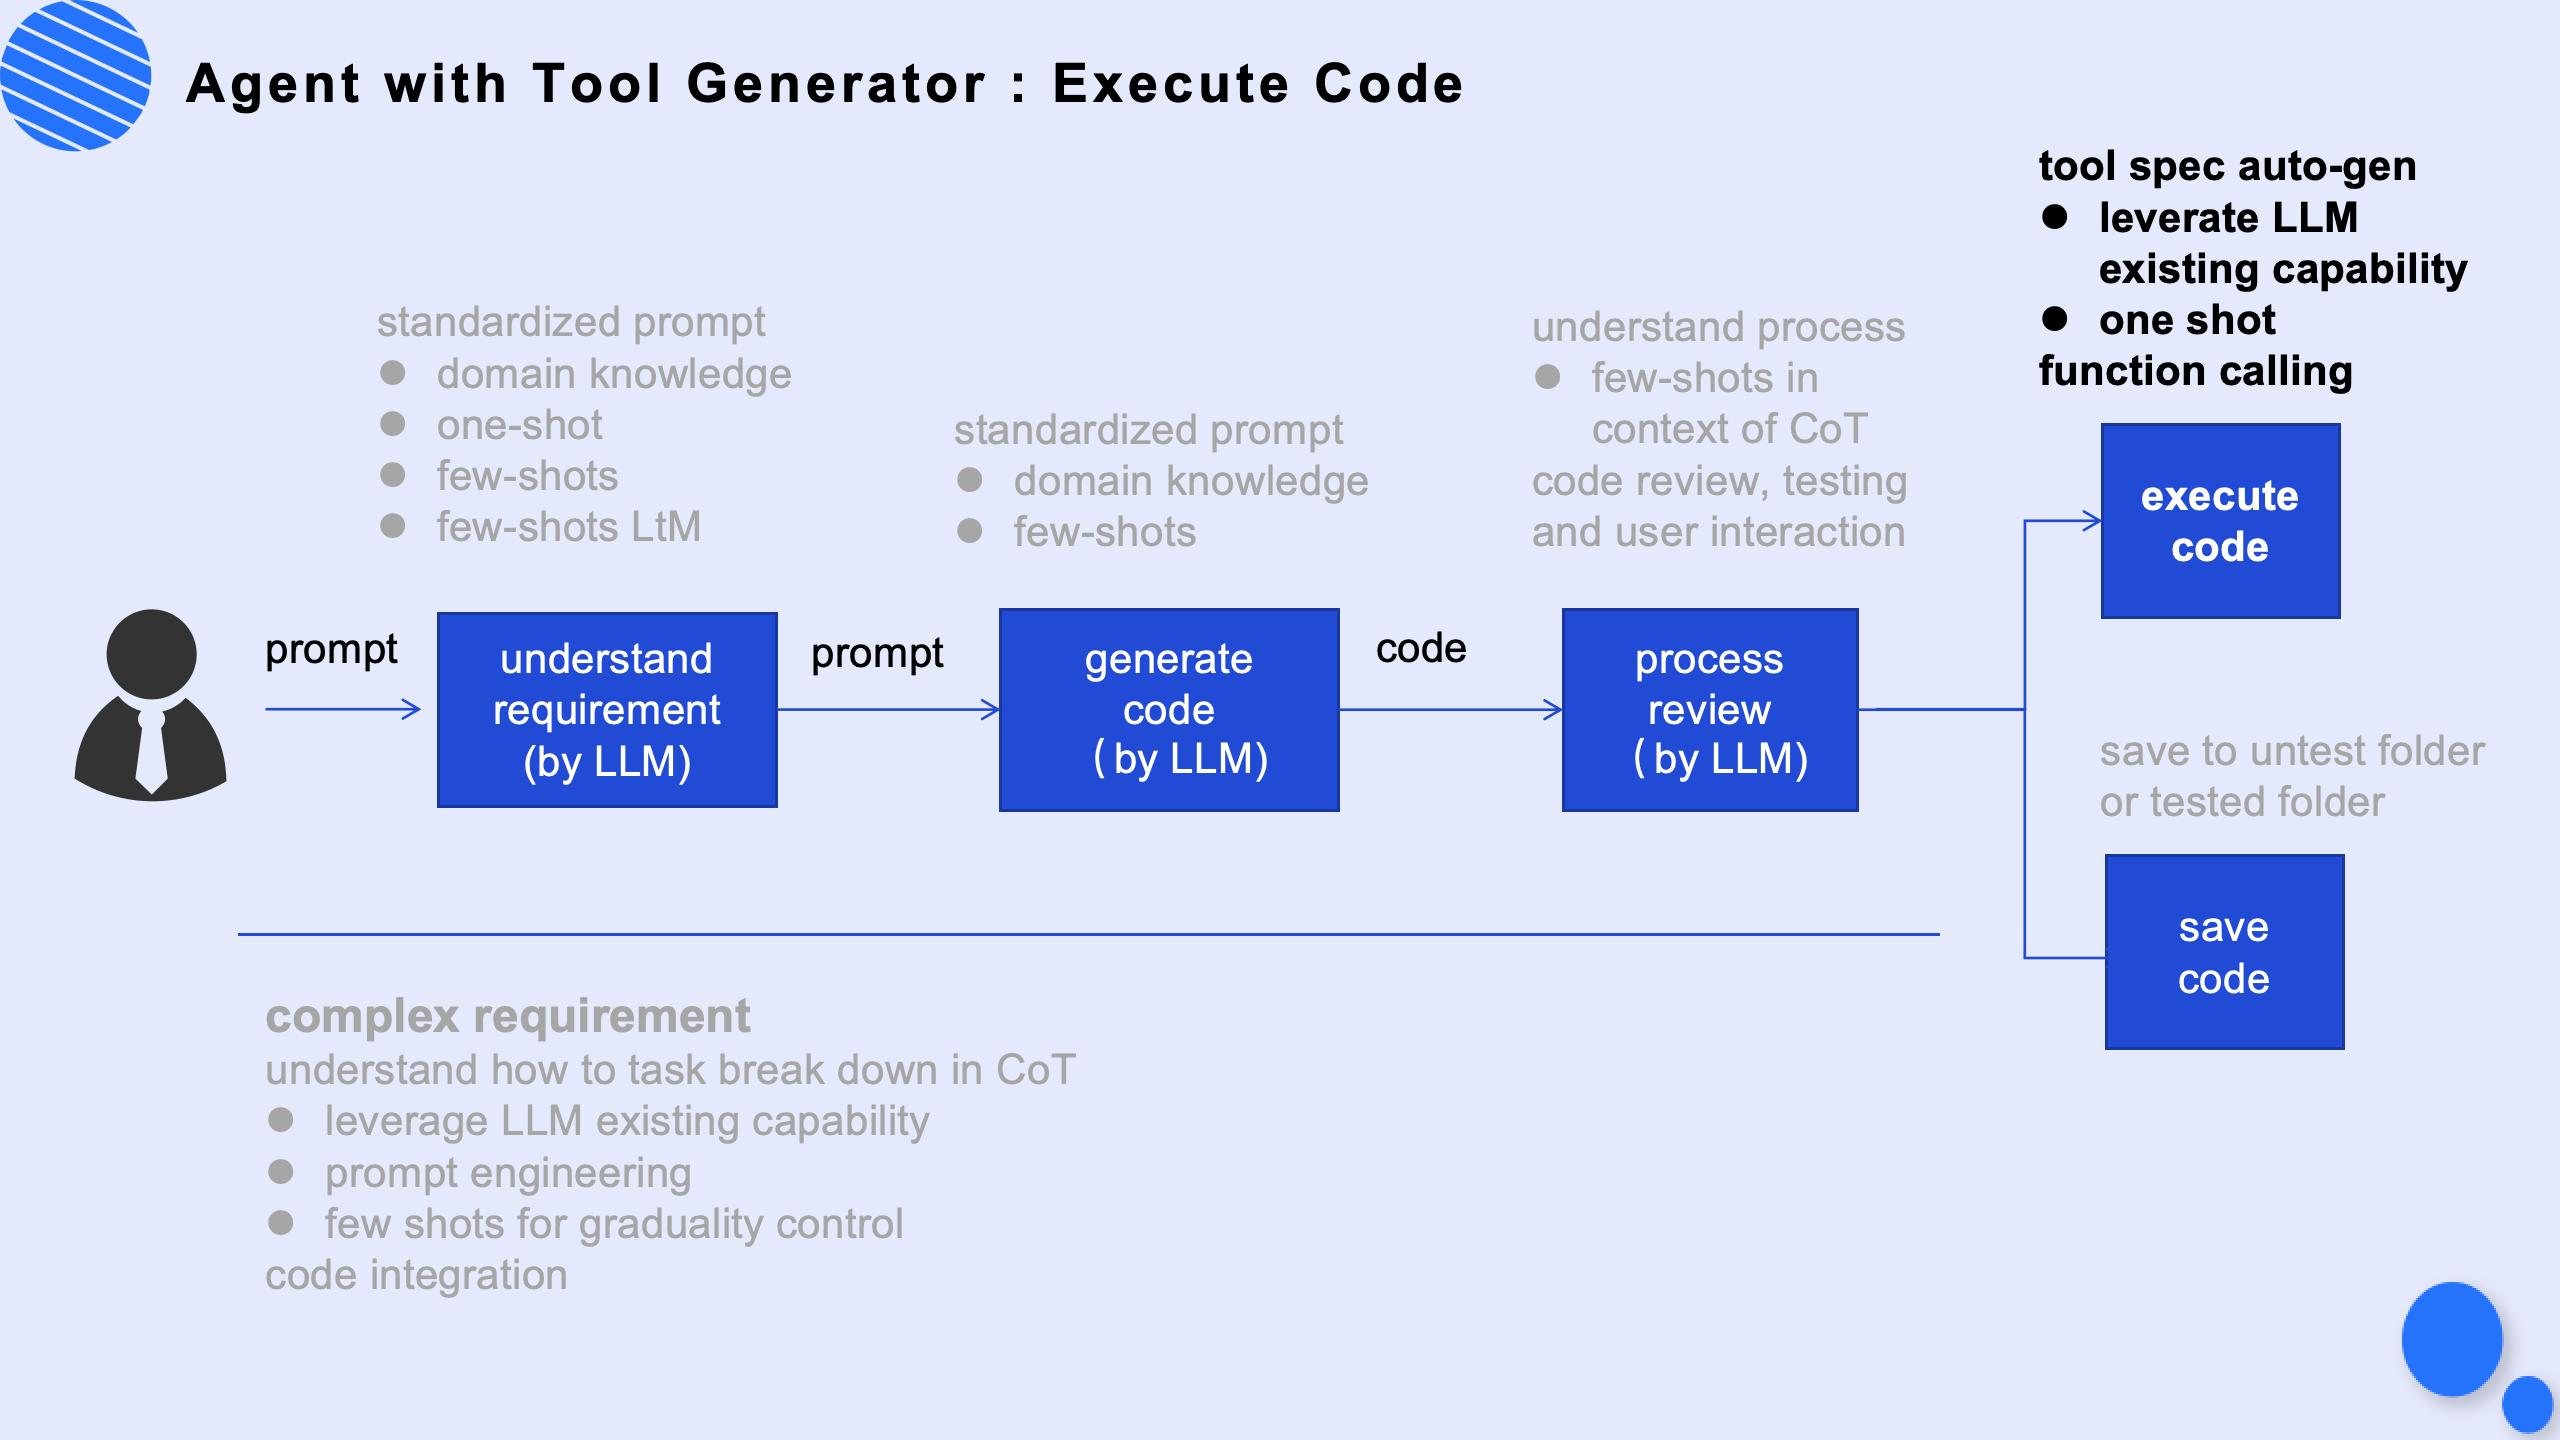 Agent with Tool Generator : Execute Code
tool spec auto-gen
● leverate LLM
existing capability
● one shot
function calling
standardized prompt
● domain knowledge
● one-shot
● few-shots
● few-shots LtM
standardized prompt
● domain knowledge
● few-shots
understand process
● few-shots in
context of CoT
code review, testing
and user interaction
execute
code
prompt
understand
requirement
(by LLM)
prompt
generate
code
(by LLM)
code
process
review
(by LLM)
save to untest folder
or tested folder
save
code
complex requirement
understand how to task break down in CoT
● leverage LLM existing capability
● prompt engineering
● few shots for graduality control
code integration